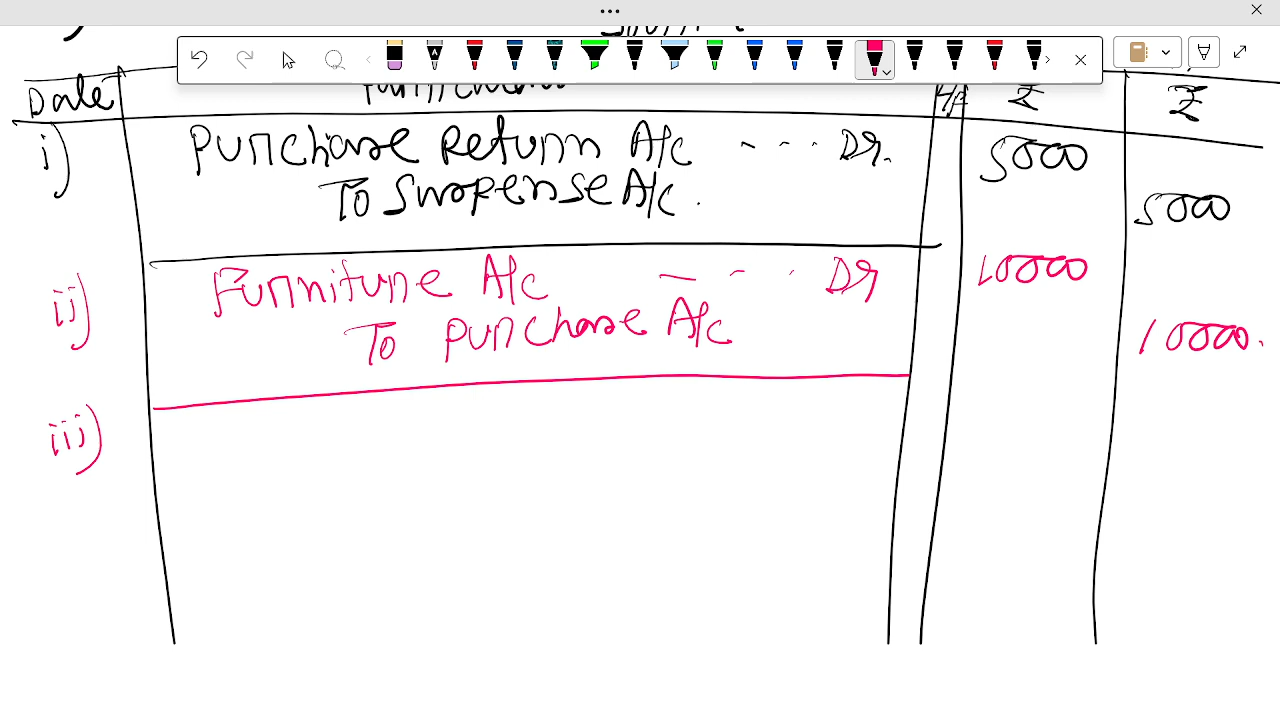 Date ₹ ₹
i) Purchase Return A/c - - - - Dr. 5000
To Suspense A/c. 5000
ii) Furniture A/c - - - Dr 10000
To purchase A/c 10000.
iii)